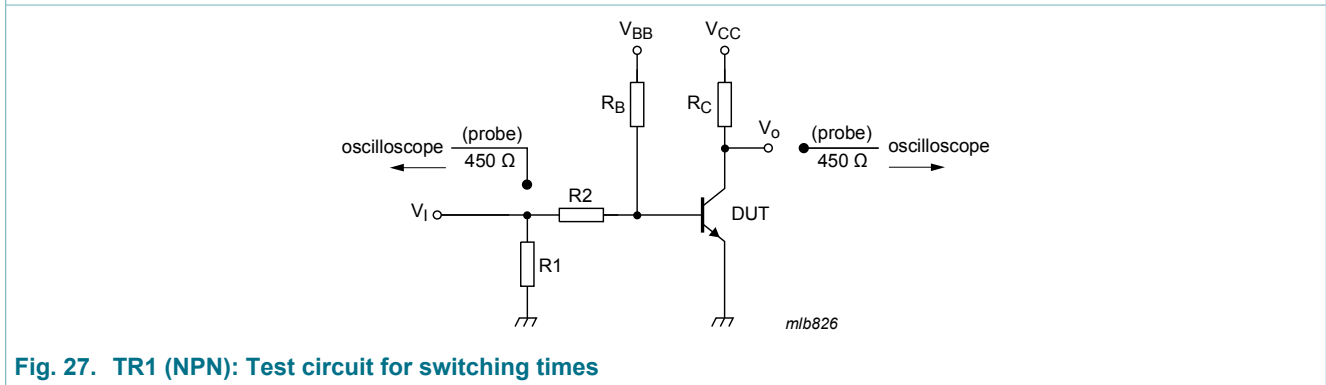 VBB
VCC
RB
RC
Vo
(probe)
450 Ω
oscilloscope
(probe)
450 Ω
oscilloscope
R2
VI
DUT
R1
mlb826
Fig. 27. TR1 (NPN): Test circuit for switching times